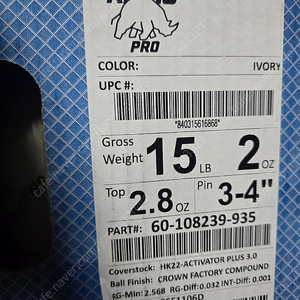 PRO
COLOR: IVORY
UPC #:
*840315616868*
Gross Weight 15 LB 2 OZ
Top 2.8 OZ Pin 3-4"
PART#: 60-108239-935
Coverstock: HK22-ACTIVATOR PLUS 3.0
Ball Finish: CROWN FACTORY COMPOUND
RG-Min: 2.568 RG-Diff:0.032 INT-Diff: 0.001